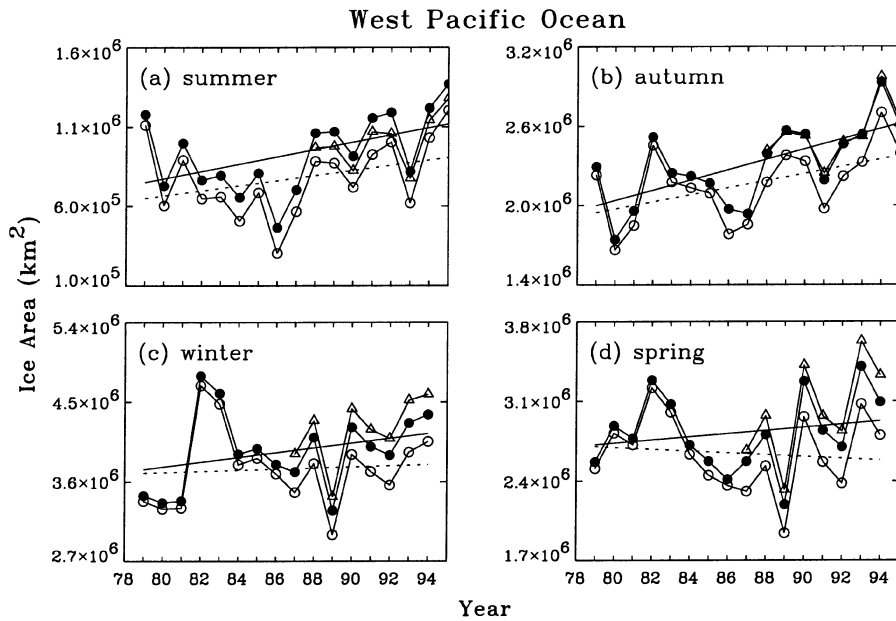 West Pacific Ocean
Ice Area (km²)
(a) summer
1.6×10⁶
1.1×10⁶
6.0×10⁵
1.0×10⁵
(b) autumn
3.2×10⁶
2.6×10⁶
2.0×10⁶
1.4×10⁶
(c) winter
5.4×10⁶
4.5×10⁶
3.6×10⁶
2.7×10⁶
78 80 82 84 86 88 90 92 94
(d) spring
3.8×10⁶
3.1×10⁶
2.4×10⁶
1.7×10⁶
78 80 82 84 86 88 90 92 94
Year